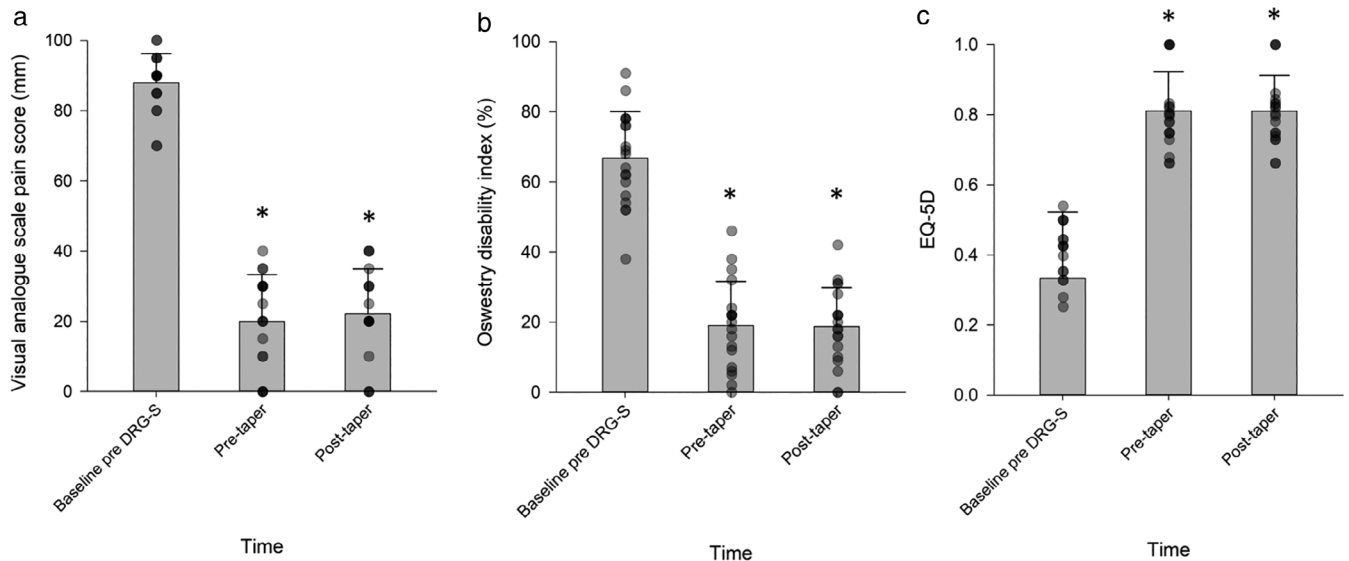 a
Visual analogue scale pain score (mm)
100
80
60
40
20
0
*
*
Baseline pre DRG-S
Pre-taper
Post-taper
Time
b
Oswestry disability index (%)
100
80
60
40
20
0
*
*
Baseline pre DRG-S
Pre-taper
Post-taper
Time
c
EQ-5D
1.0
0.8
0.6
0.4
0.2
0.0
*
*
Baseline pre DRG-S
Pre-taper
Post-taper
Time